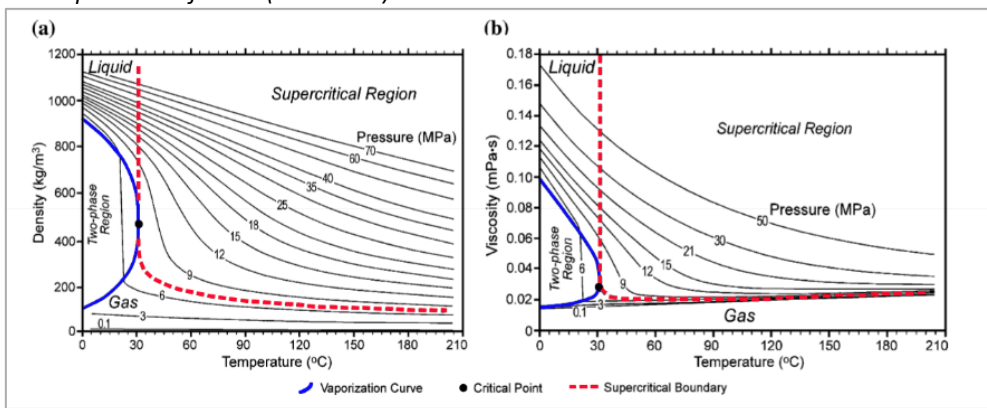 (a)
(b)
1200
1000
800
600
400
200
0
Density (kg/m³)
Liquid
Supercritical Region
Pressure (MPa)
70
60
40
35
25
18
15
12
9
6
3
0.1
Two-phase
Region
Gas
0 30 60 90 120 150 180 210
Temperature (°C)
0.18
0.16
0.14
0.12
0.10
0.08
0.06
0.04
0.02
0
Viscosity (mPa·s)
Liquid
Supercritical Region
Pressure (MPa)
50
30
21
15
12
9
6
3
0.1
Two-phase
Region
Gas
0 30 60 90 120 150 180 210
Temperature (°C)
Vaporization Curve
Critical Point
Supercritical Boundary